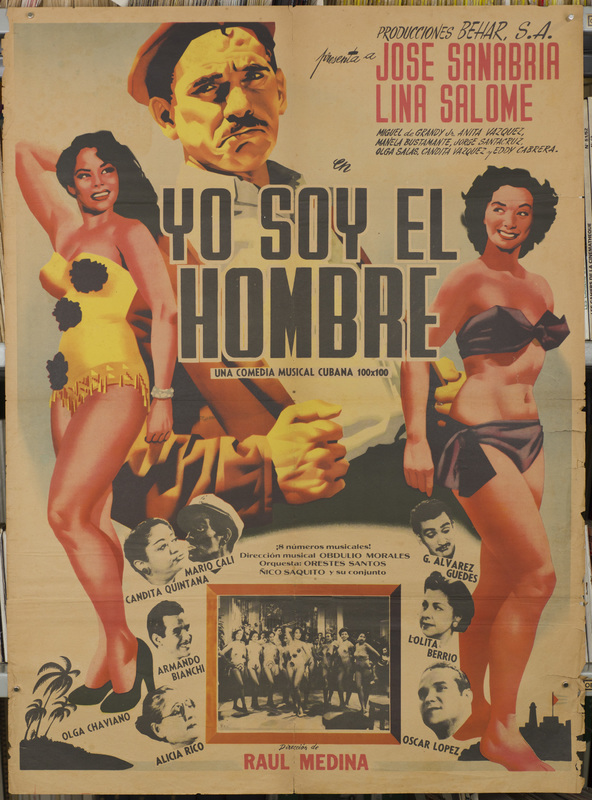 PRODUCCIONES BEHAR, S.A.
presenta a
JOSE SANABRIA
LINA SALOME
MIGUEL de GRANDY Jr. ANITA VAZQUEZ,
MANELA BUSTAMANTE, JORGE SANTACRUZ,
OLGA SALAS, CANDITA VAZQUEZ y EDDY CABRERA.
en
YO SOY EL
HOMBRE
UNA COMEDIA MUSICAL CUBANA 100x100
¡8 números musicales!
Dirección musical OBDULIO MORALES
Orquesta: ORESTES SANTOS
ÑICO SAQUITO y su conjunto
MARIO CALI
CANDITA QUINTANA
G. ALVAREZ
GUEDES
ARMANDO
BIANCHI
LOLITA
BERRIO
OLGA CHAVIANO
ALICIA RICO
OSCAR LOPEZ
Dirección de
RAUL MEDINA